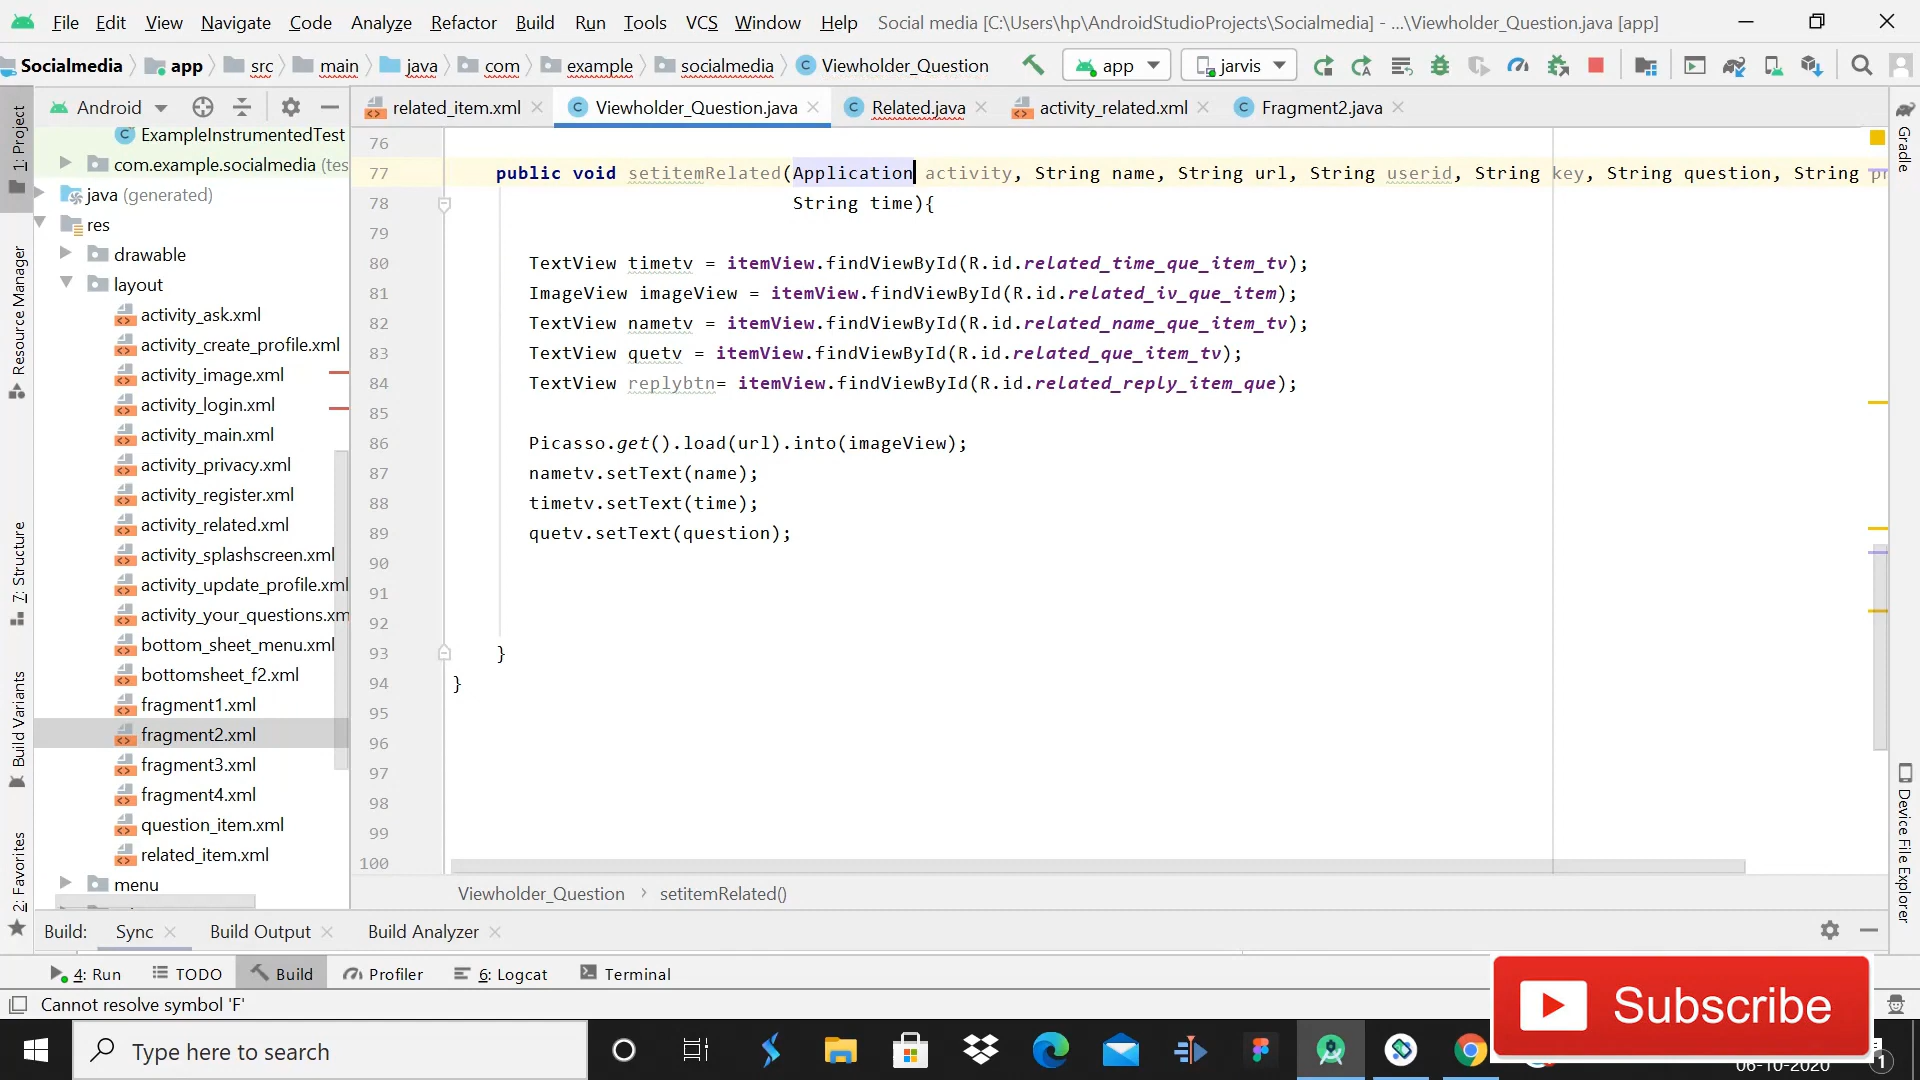 File Edit View Navigate Code Analyze Refactor Build Run Tools VCS Window Help Social media [C:\Users\hp\AndroidStudioProjects\Socialmedia] - ...\Viewholder_Question.java [app]
Socialmedia app src main java com example socialmedia Viewholder_Question app jarvis
Android related_item.xml Viewholder_Question.java Related.java activity_related.xml Fragment2.java
1: Project
Resource Manager
7: Structure
Build Variants
2: Favorites
ExampleInstrumentedTest
com.example.socialmedia (tes
java (generated)
res
drawable
layout
activity_ask.xml
activity_create_profile.xml
activity_image.xml
activity_login.xml
activity_main.xml
activity_privacy.xml
activity_register.xml
activity_related.xml
activity_splashscreen.xml
activity_update_profile.xml
activity_your_questions.xm
bottom_sheet_menu.xml
bottomsheet_f2.xml
fragment1.xml
fragment2.xml
fragment3.xml
fragment4.xml
question_item.xml
related_item.xml
menu
76
77 public void setitemRelated(Application activity, String name, String url, String userid, String key, String question, String pr
78 String time){
79
80 TextView timetv = itemView.findViewById(R.id.related_time_que_item_tv);
81 ImageView imageView = itemView.findViewById(R.id.related_iv_que_item);
82 TextView nametv = itemView.findViewById(R.id.related_name_que_item_tv);
83 TextView quetv = itemView.findViewById(R.id.related_que_item_tv);
84 TextView replybtn= itemView.findViewById(R.id.related_reply_item_que);
85
86 Picasso.get().load(url).into(imageView);
87 nametv.setText(name);
88 timetv.setText(time);
89 quetv.setText(question);
90
91
92
93 }
94 }
95
96
97
98
99
100
Viewholder_Question › setitemRelated()
Gradle
Device File Explorer
Build: Sync Build Output Build Analyzer
4: Run TODO Build Profiler 6: Logcat Terminal
Cannot resolve symbol 'F'
Subscribe
Type here to search
06-10-2020
1